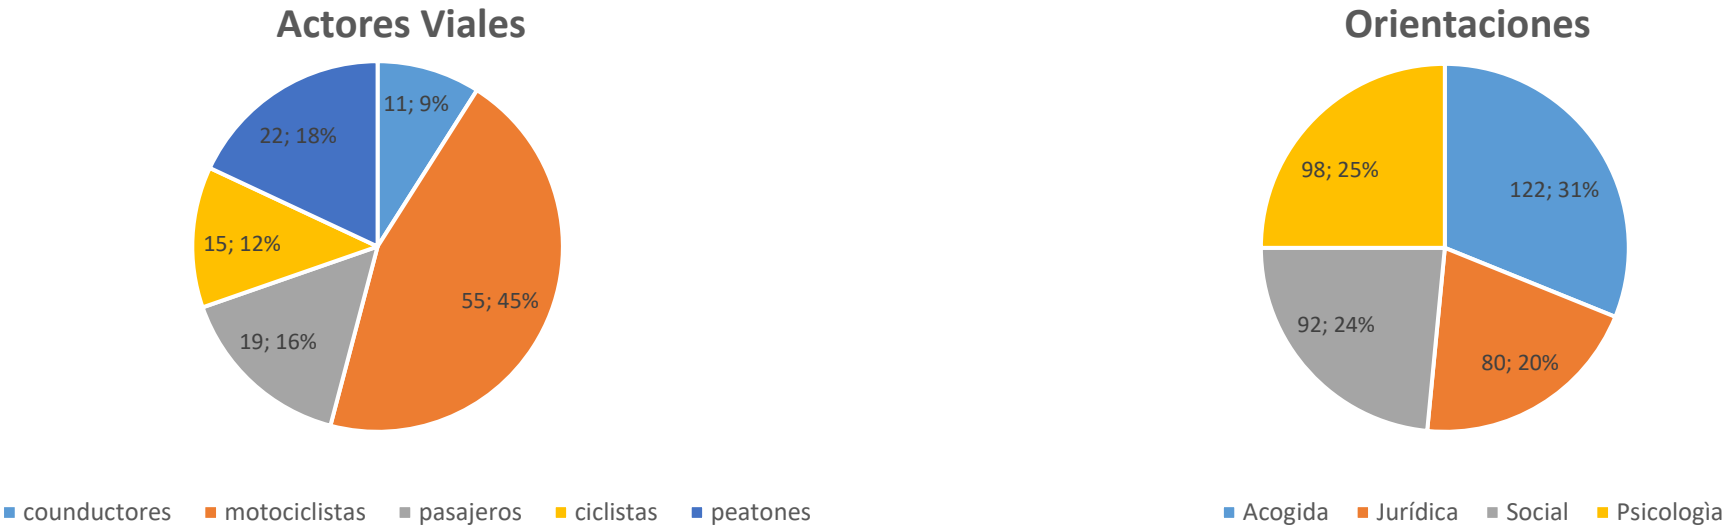 Actores Viales
11; 9%
55; 45%
19; 16%
15; 12%
22; 18%
counductores motociclistas pasajeros ciclistas peatones
Orientaciones
122; 31%
80; 20%
92; 24%
98; 25%
Acogida Jurídica Social Psicologìa